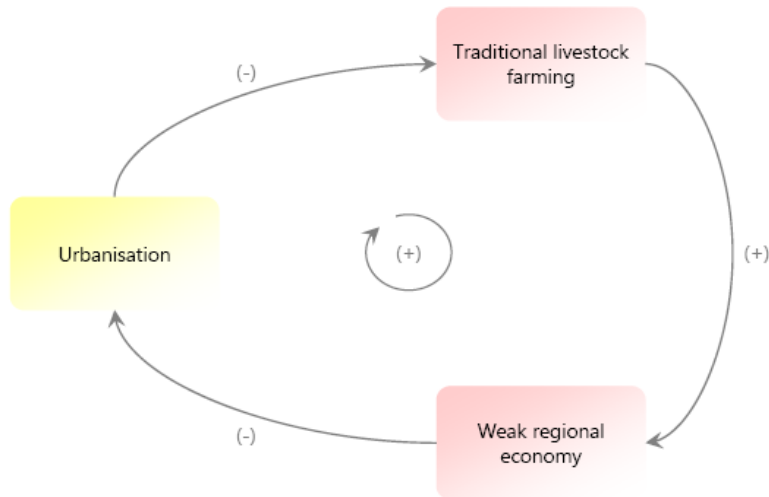 Traditional livestock
farming
(-)
Urbanisation
(+)
(+)
(-)
Weak regional
economy